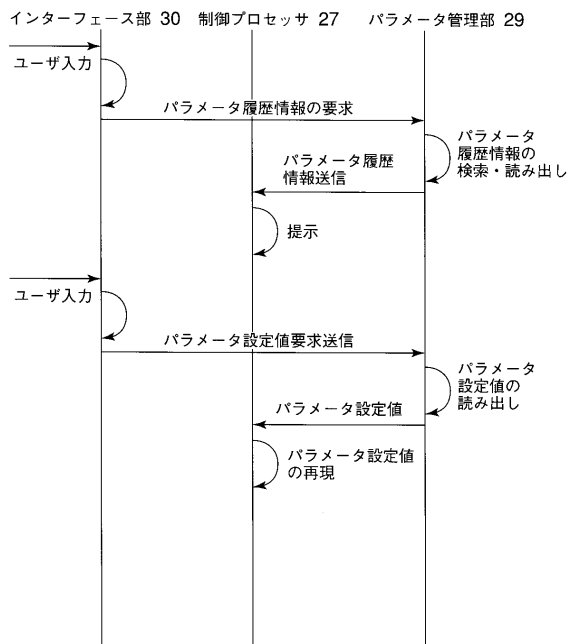 インターフェース部 30 制御プロセッサ 27 パラメータ管理部 29
ユーザ入力
パラメータ履歴情報の要求
パラメータ
履歴情報の
検索・読み出し
パラメータ履歴
情報送信
提示
ユーザ入力
パラメータ設定値要求送信
パラメータ
設定値の
読み出し
パラメータ設定値
パラメータ設定値
の再現